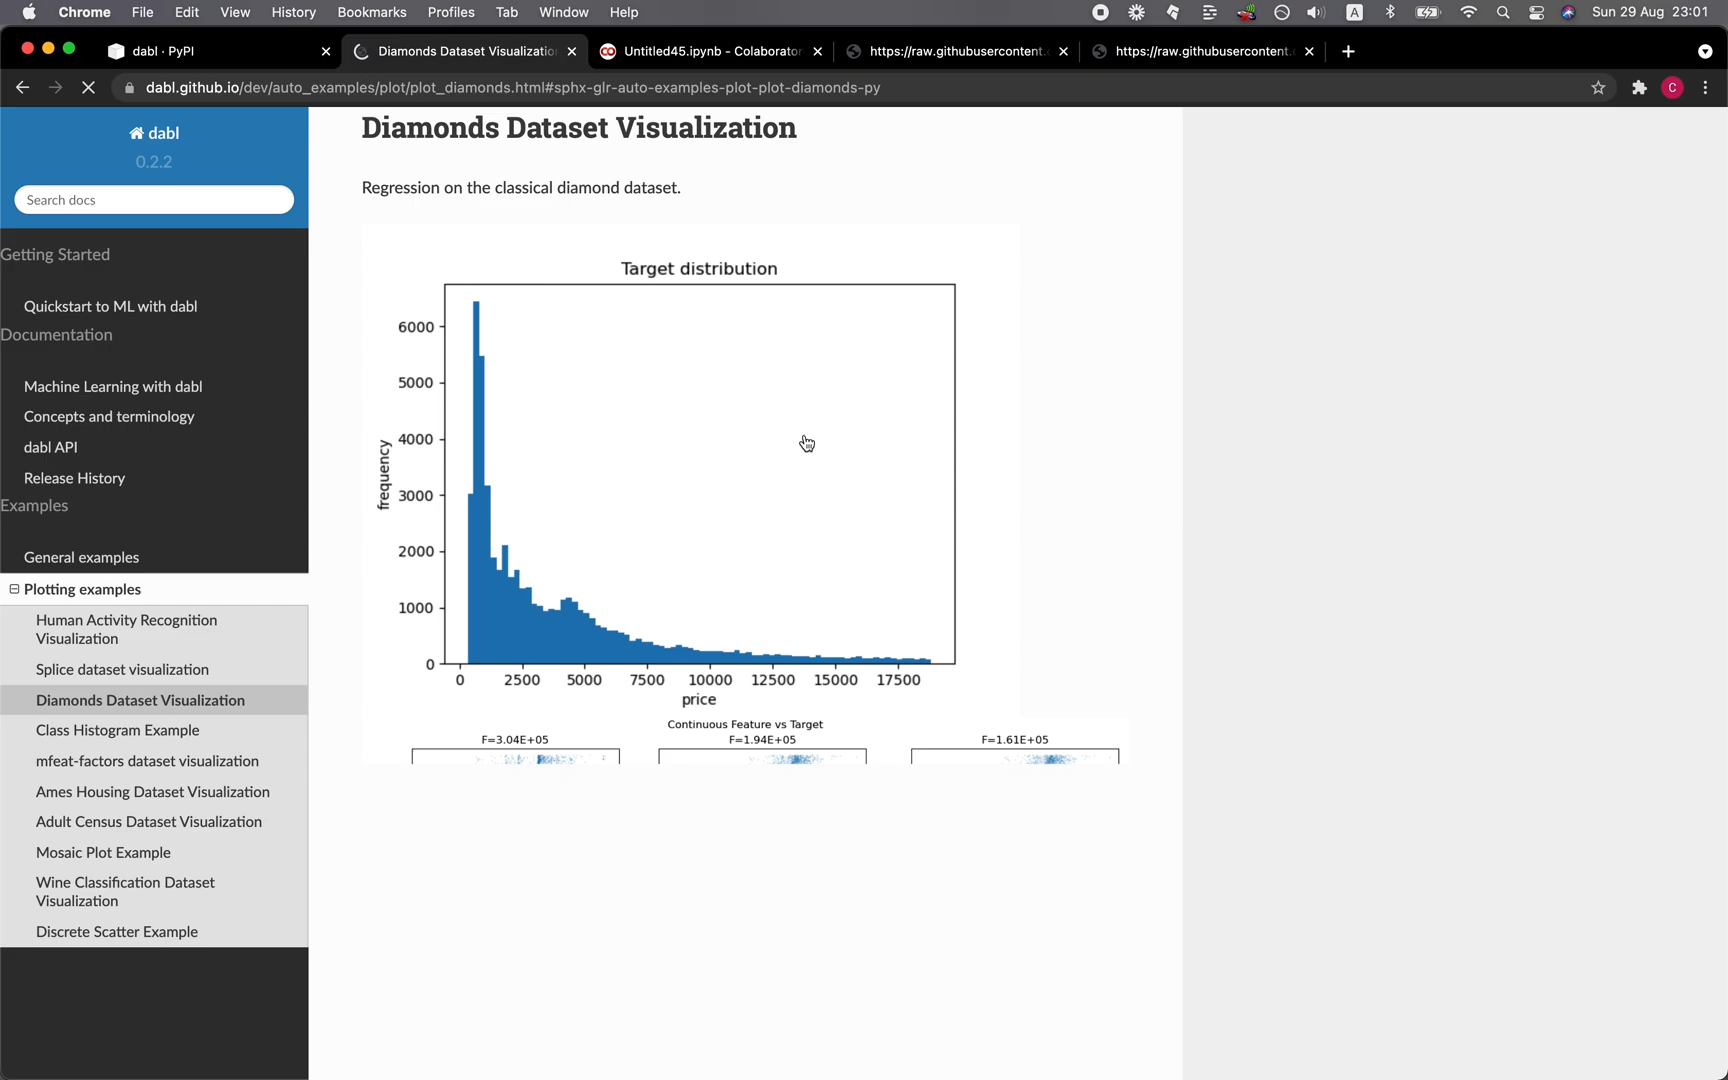 Chrome File Edit View History Bookmarks Profiles Tab Window Help A Sun 29 Aug 23:01
dabl · PyPI Diamonds Dataset Visualizatio Untitled45.ipynb - Colaborator https://raw.githubusercontent. https://raw.githubusercontent.
dabl.github.io/dev/auto_examples/plot/plot_diamonds.html#sphx-glr-auto-examples-plot-plot-diamonds-py C
dabl
0.2.2
Search docs
Getting Started
Quickstart to ML with dabl
Documentation
Machine Learning with dabl
Concepts and terminology
dabl API
Release History
Examples
General examples
Plotting examples
Human Activity Recognition
Visualization
Splice dataset visualization
Diamonds Dataset Visualization
Class Histogram Example
mfeat-factors dataset visualization
Ames Housing Dataset Visualization
Adult Census Dataset Visualization
Mosaic Plot Example
Wine Classification Dataset
Visualization
Discrete Scatter Example
Diamonds Dataset Visualization
Regression on the classical diamond dataset.
Target distribution
6000
5000
4000
3000
2000
1000
0
frequency
0 2500 5000 7500 10000 12500 15000 17500
price
Continuous Feature vs Target
F=3.04E+05 F=1.94E+05 F=1.61E+05